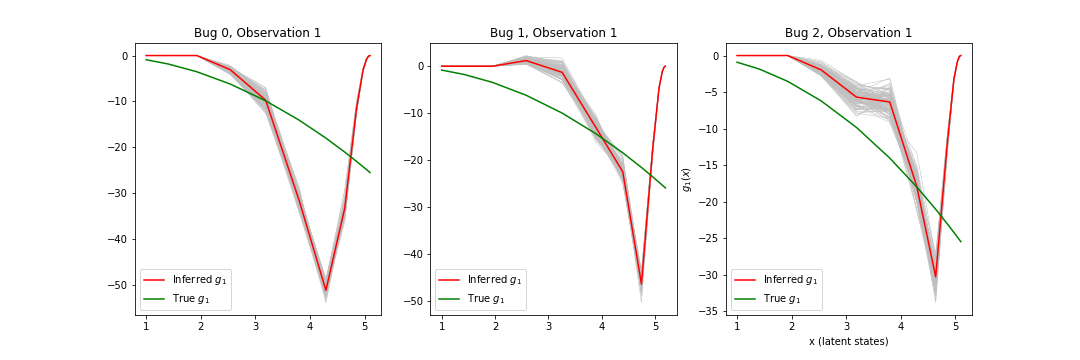 Bug 0, Observation 1
0
−10
−20
−30
−40
−50
1 2 3 4 5
Inferred g₁
True g₁
Bug 1, Observation 1
0
−10
−20
−30
−40
−50
1 2 3 4 5
Inferred g₁
True g₁
Bug 2, Observation 1
g₁(x)
0
−5
−10
−15
−20
−25
−30
−35
1 2 3 4 5
x (latent states)
Inferred g₁
True g₁